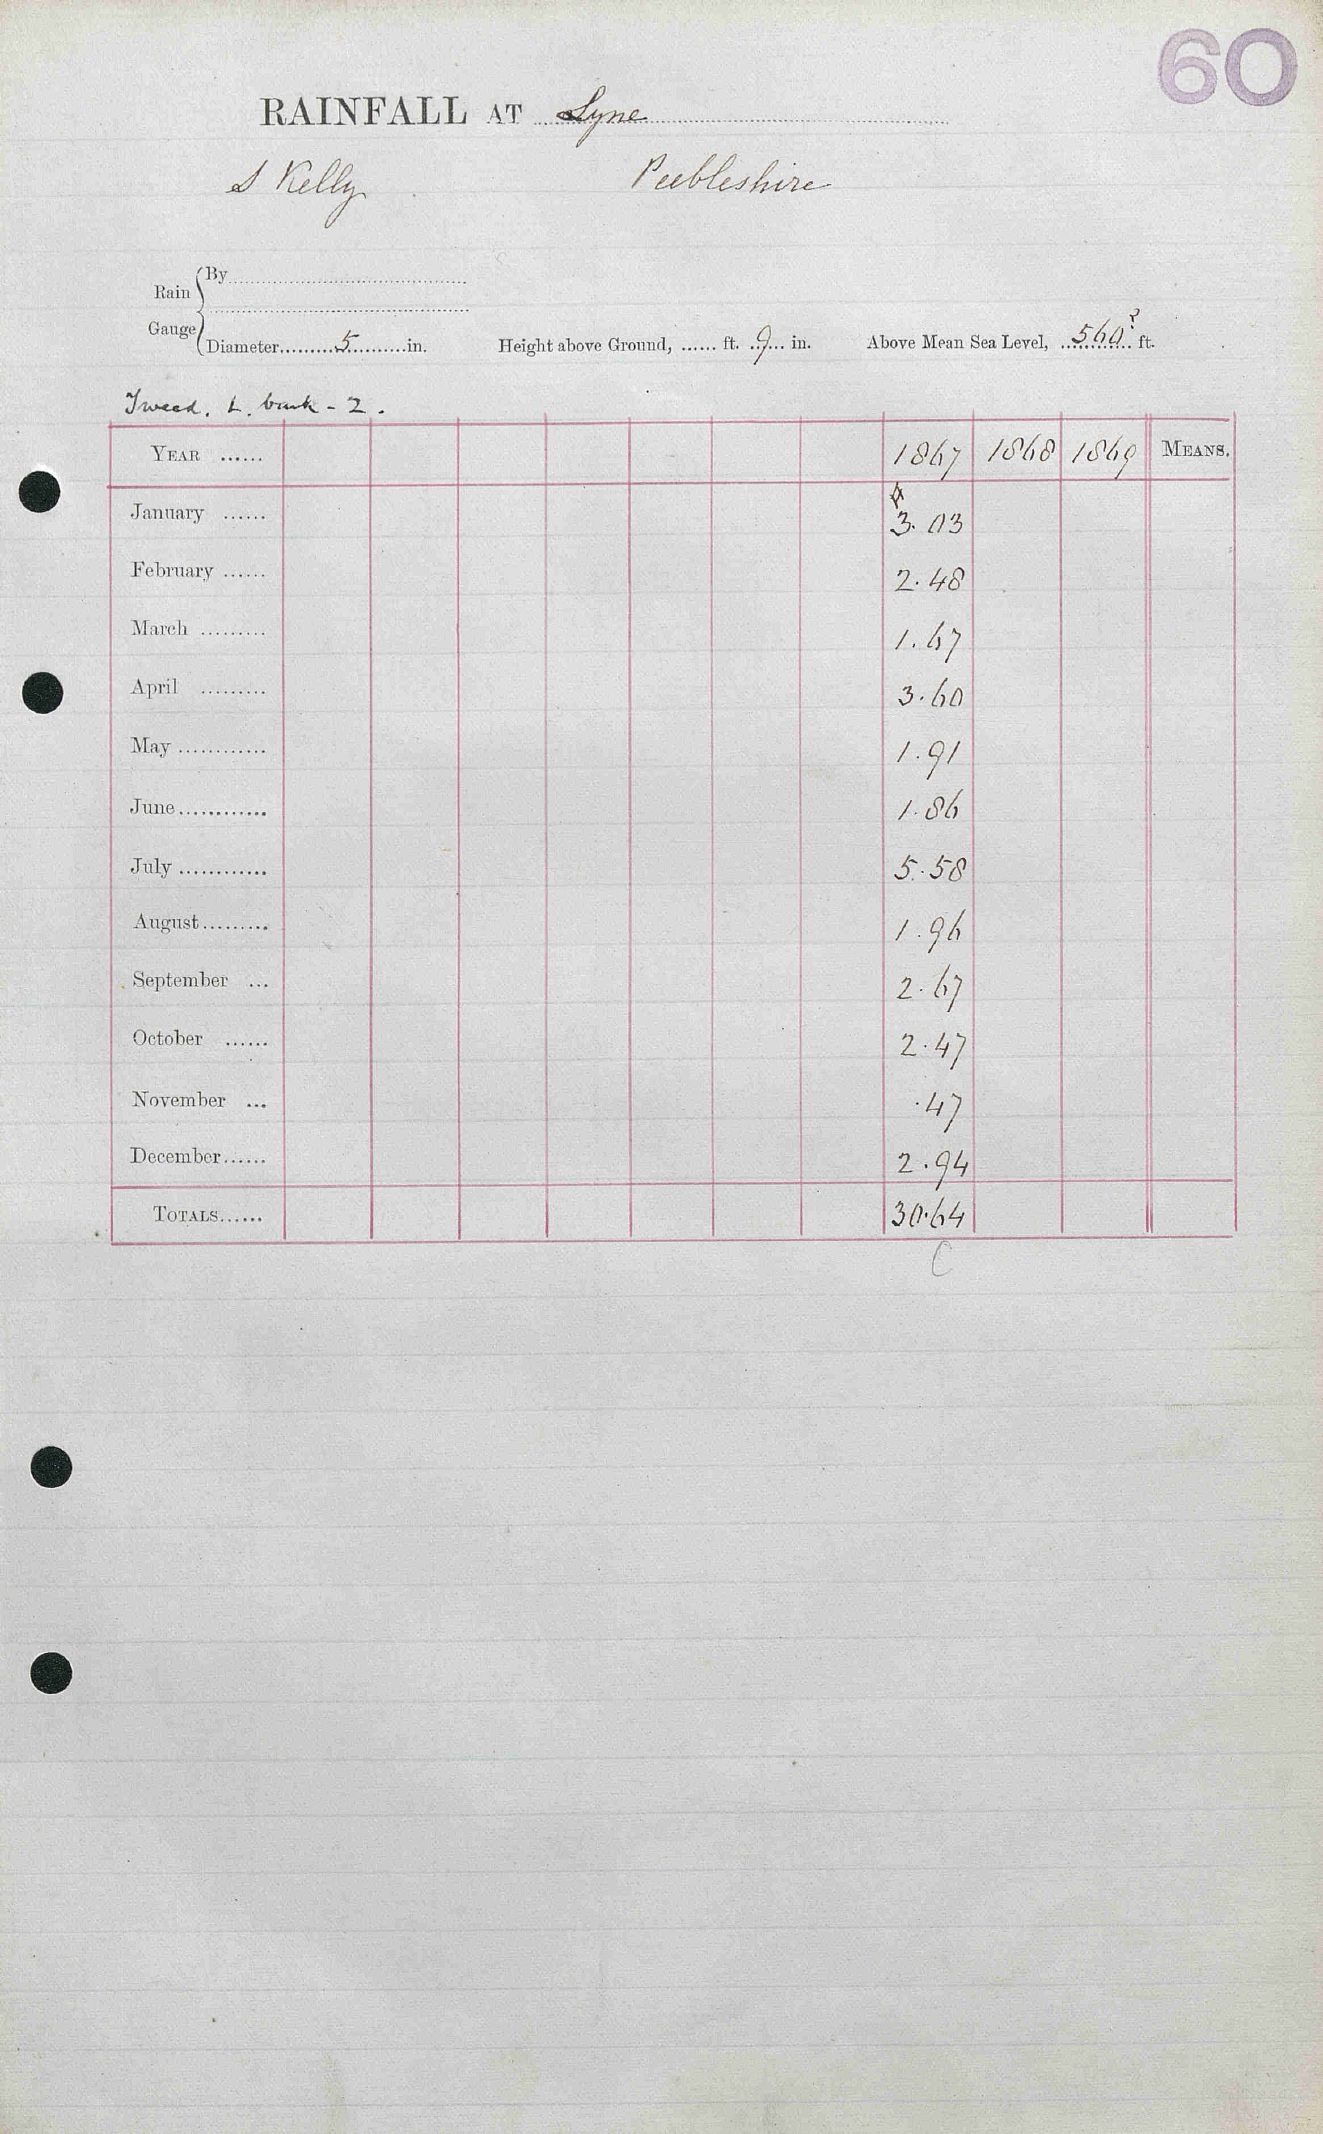 60
RAINFALL AT Lyne
S Kelly Peebleshire
Rain Gauge
By
Diameter 5 in. Height above Ground, ft. 9 in. Above Mean Sea Level, 560? ft.
Tweed. L. bank - 2.
YEAR 1867 1868 1869 MEANS.
January 3.03
February 2.48
March 1.67
April 3.60
May 1.91
June 1.86
July 5.58
August 1.96
September 2.67
October 2.47
November .47
December 2.94
TOTALS 30.64
C